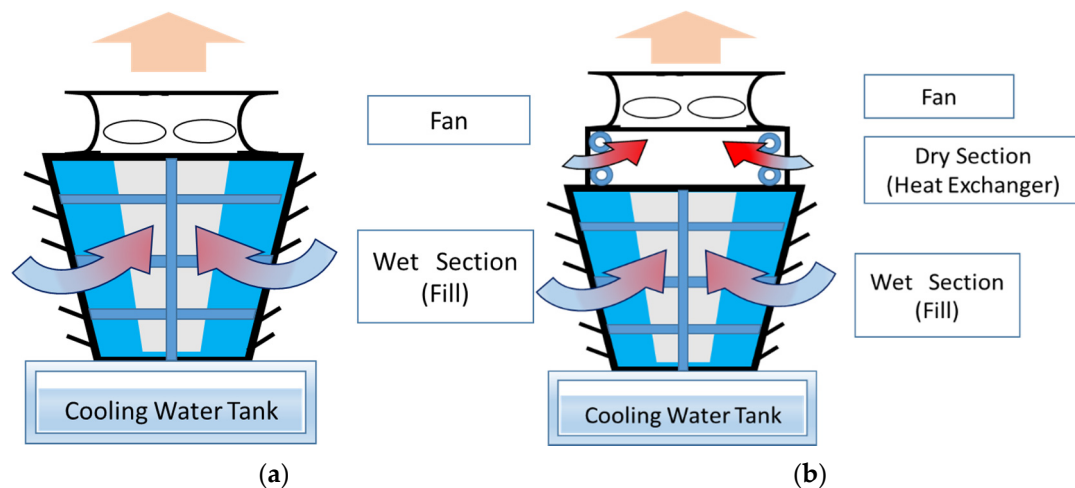 Fan
Wet Section
(Fill)
Cooling Water Tank
(a)
Fan
Dry Section
(Heat Exchanger)
Wet Section
(Fill)
Cooling Water Tank
(b)